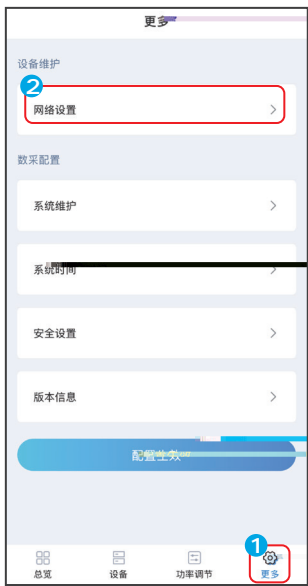 更多
设备维护
2
网络设置
数采配置
系统维护
系统时间
安全设置
版本信息
配置生效
1
总览 设备 功率调节 更多